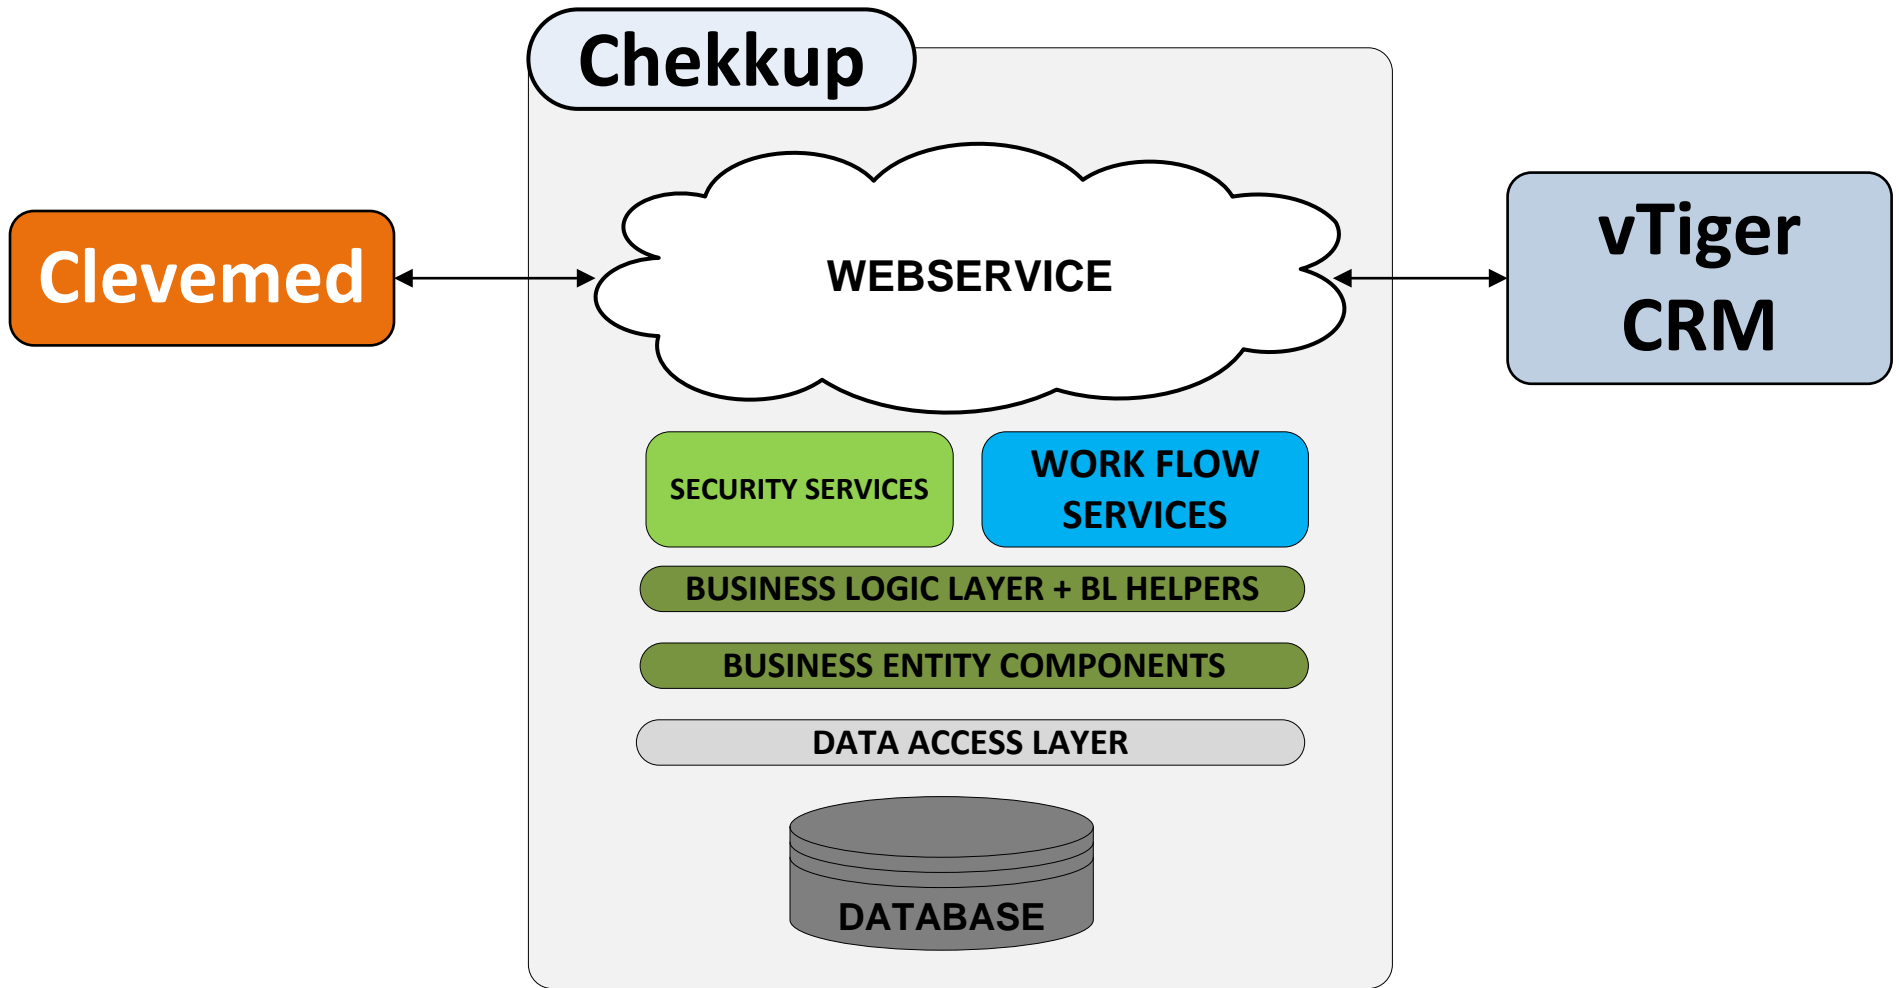 Chekkup
Clevemed
WEBSERVICE
vTiger
CRM
SECURITY SERVICES
WORK FLOW
SERVICES
BUSINESS LOGIC LAYER + BL HELPERS
BUSINESS ENTITY COMPONENTS
DATA ACCESS LAYER
DATABASE